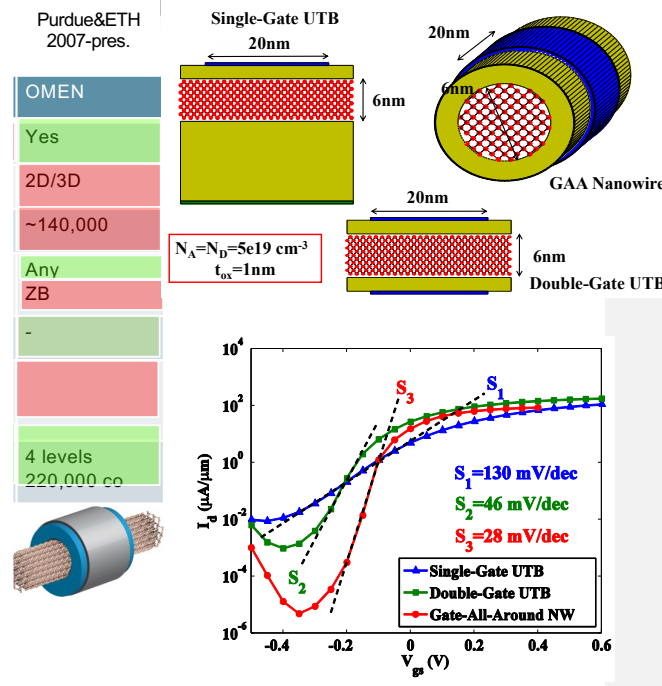 Purdue&ETH
2007-pres.
OMEN
Yes
2D/3D
~140,000
Any
ZB
-
4 levels
220,000 co
Single-Gate UTB
20nm
6nm
20nm
6nm
GAA Nanowire
20nm
6nm
Double-Gate UTB
N_A=N_D=5e19 cm^-3
t_ox=1nm
10^4
10^2
10^0
10^-2
10^-4
10^-6
I_d (μA/μm)
-0.4
-0.2
0
0.2
0.4
0.6
V_gs (V)
S_3
S_1
S_2
S_1=130 mV/dec
S_2=46 mV/dec
S_3=28 mV/dec
Single-Gate UTB
Double-Gate UTB
Gate-All-Around NW